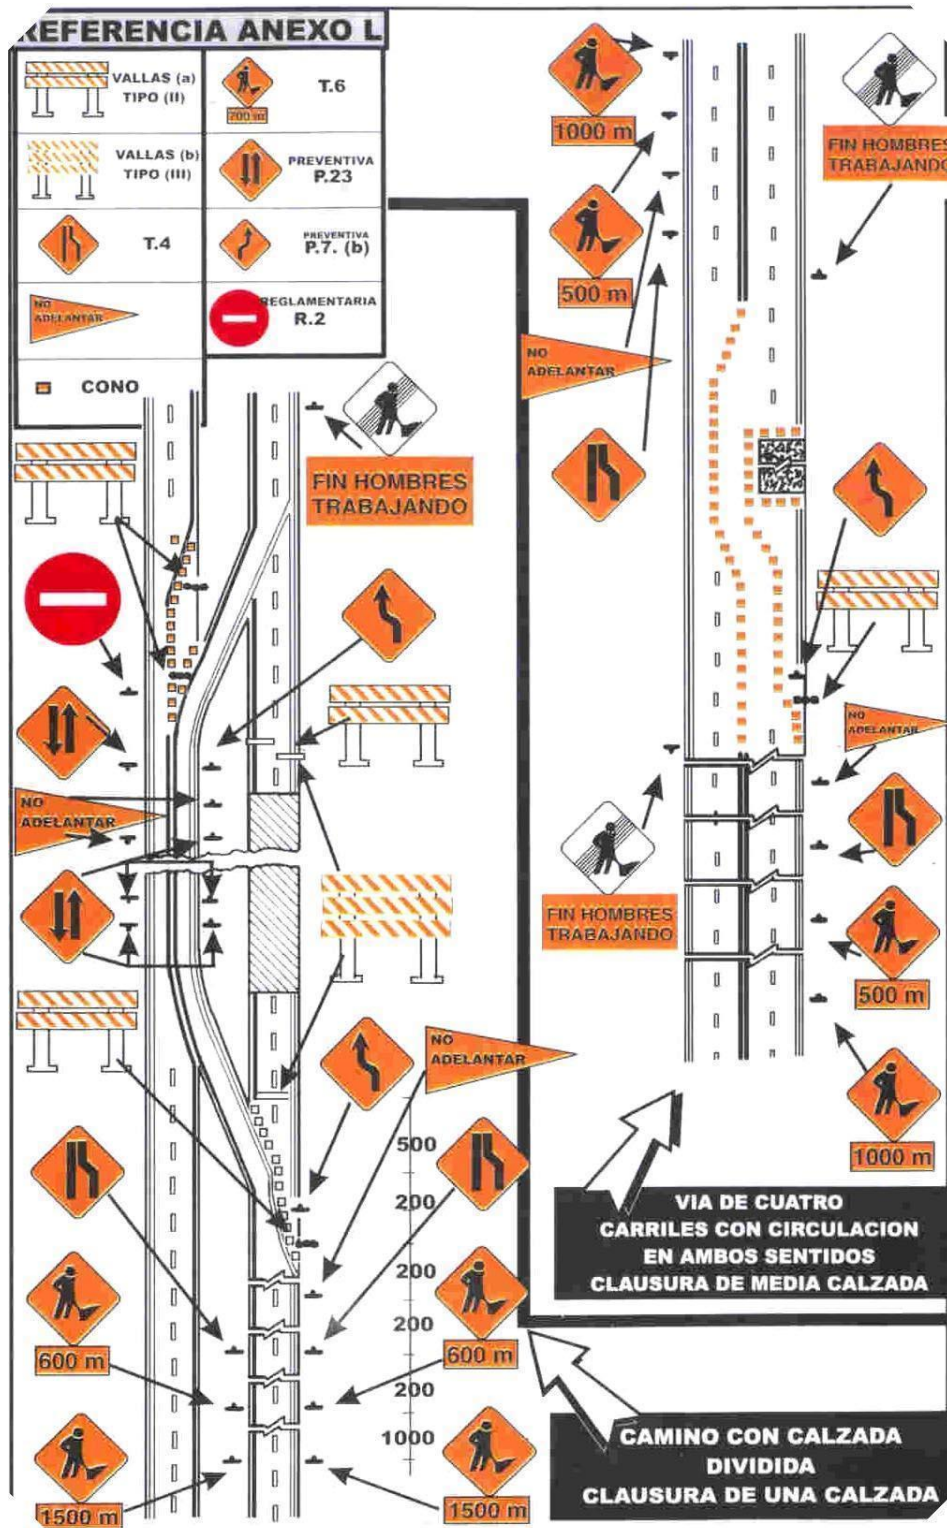 REFERENCIA ANEXO L
VALLAS (a)
TIPO (II)
T.6
700 m
VALLAS (b)
TIPO (III)
PREVENTIVA
P.23
T.4
PREVENTIVA
P.7. (b)
NO
ADELANTAR
REGLAMENTARIA
R.2
CONO
FIN HOMBRES
TRABAJANDO
NO
ADELANTAR
NO
ADELANTAR
500
200
200
200
200
1000
600 m
600 m
1500 m
1500 m
1000 m
500 m
FIN HOMBRES
TRABAJANDO
NO
ADELANTAR
NO
ADELANTAR
FIN HOMBRES
TRABAJANDO
500 m
1000 m
VIA DE CUATRO
CARRILES CON CIRCULACION
EN AMBOS SENTIDOS
CLAUSURA DE MEDIA CALZADA
CAMINO CON CALZADA
DIVIDIDA
CLAUSURA DE UNA CALZADA